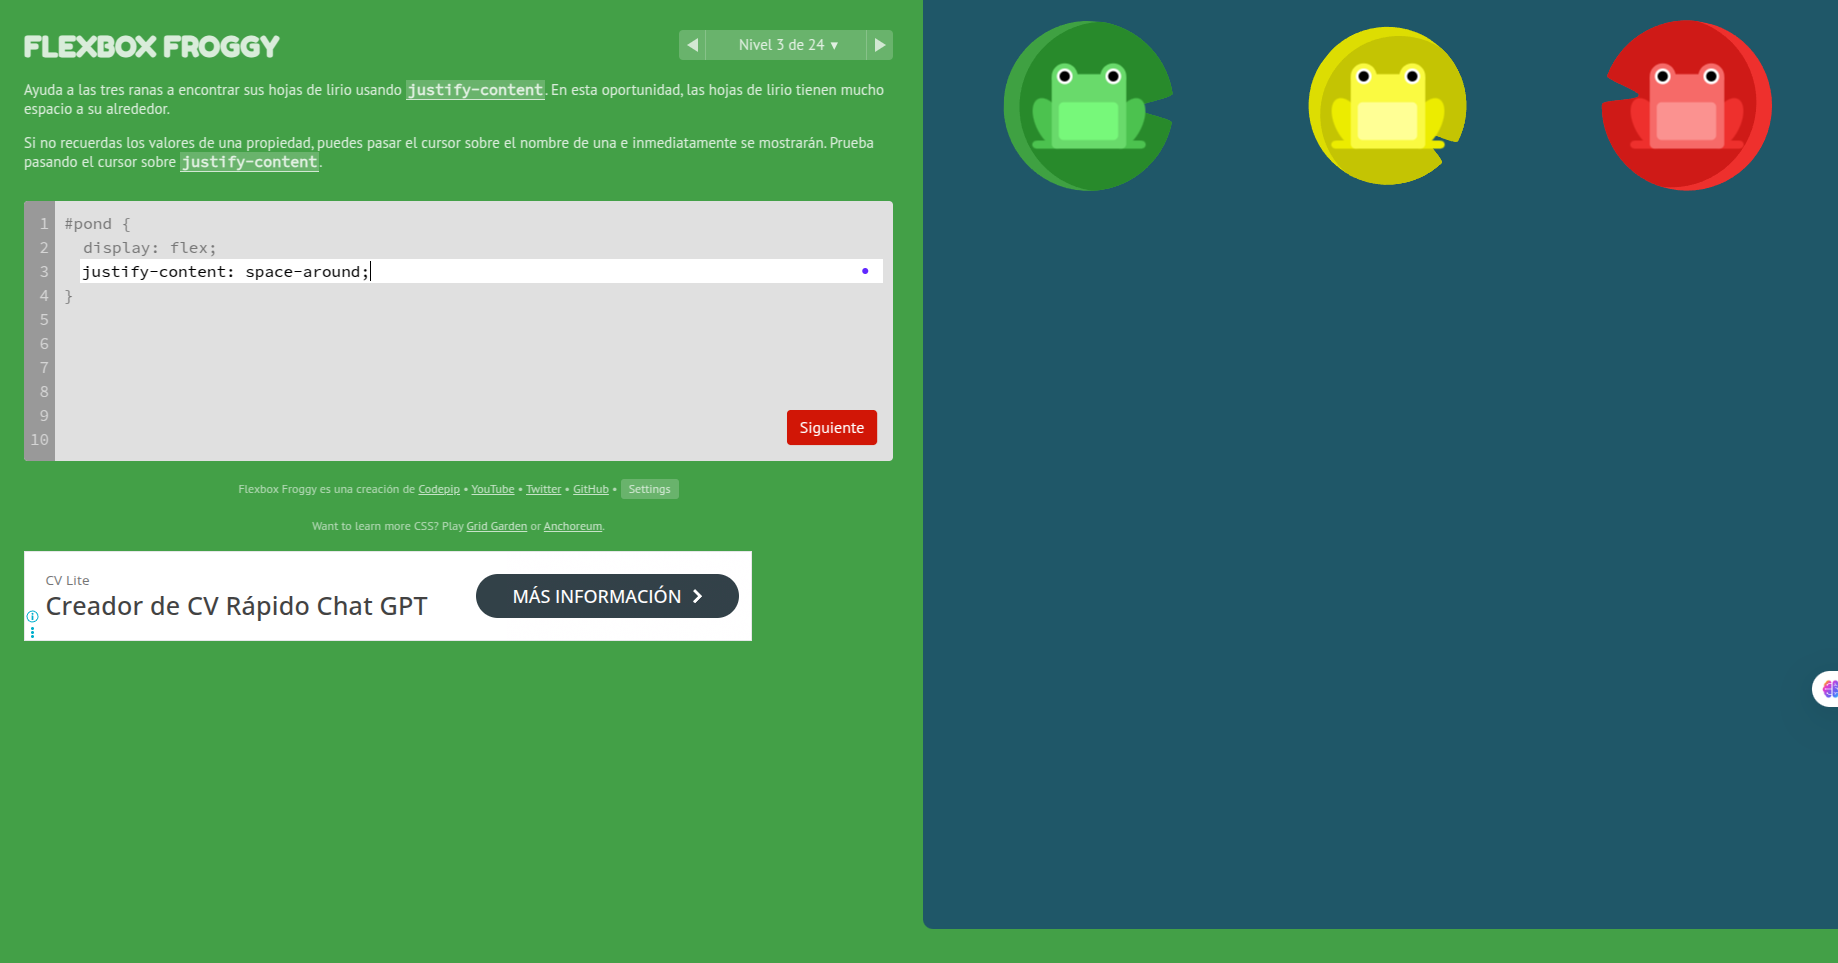 FLEXBOX FROGGY
Nivel 3 de 24 ▾
Ayuda a las tres ranas a encontrar sus hojas de lirio usando justify-content. En esta oportunidad, las hojas de lirio tienen mucho
espacio a su alrededor.
Si no recuerdas los valores de una propiedad, puedes pasar el cursor sobre el nombre de una e inmediatamente se mostrarán. Prueba
pasando el cursor sobre justify-content.
1 #pond {
2 display: flex;
3 justify-content: space-around;
4 }
5
6
7
8
9
10
Siguiente
Flexbox Froggy es una creación de Codepip • YouTube • Twitter • GitHub • Settings
Want to learn more CSS? Play Grid Garden or Anchoreum.
CV Lite
Creador de CV Rápido Chat GPT
MÁS INFORMACIÓN